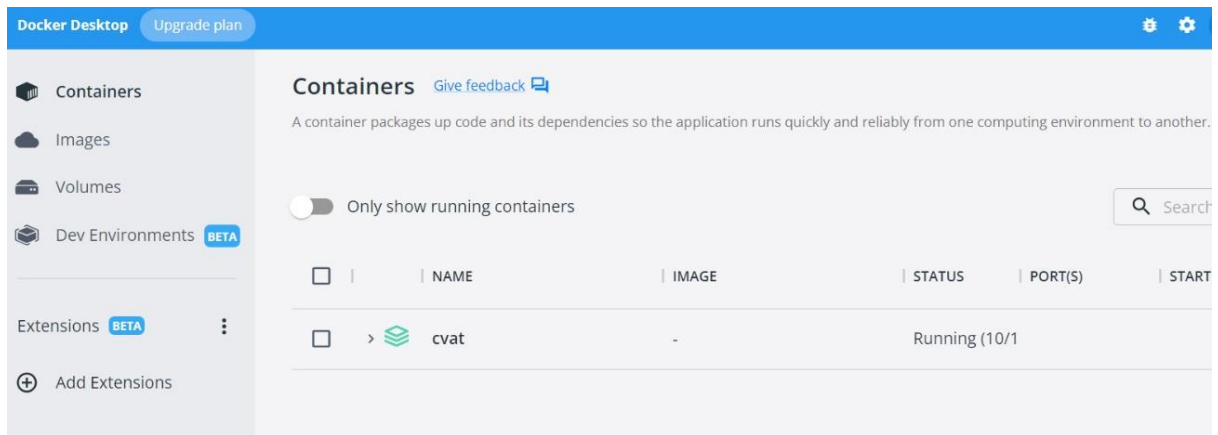 Docker Desktop Upgrade plan
Containers
Images
Volumes
Dev Environments BETA
Extensions BETA
Add Extensions
Containers Give feedback
A container packages up code and its dependencies so the application runs quickly and reliably from one computing environment to another.
Only show running containers
Search
NAME IMAGE STATUS PORT(S) START
cvat - Running (10/1